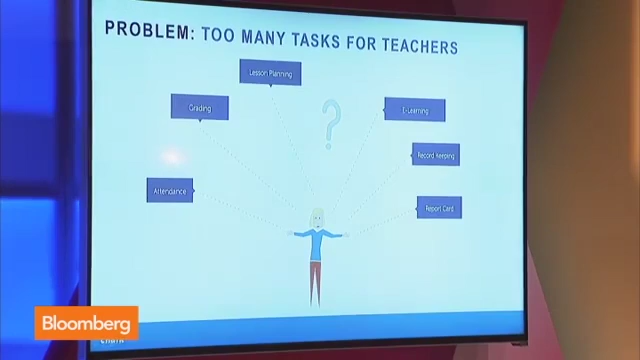 PROBLEM: TOO MANY TASKS FOR TEACHERS
Lesson Planning
Grading
E-Learning
Record Keeping
Attendance
Report Card
?
Bloomberg